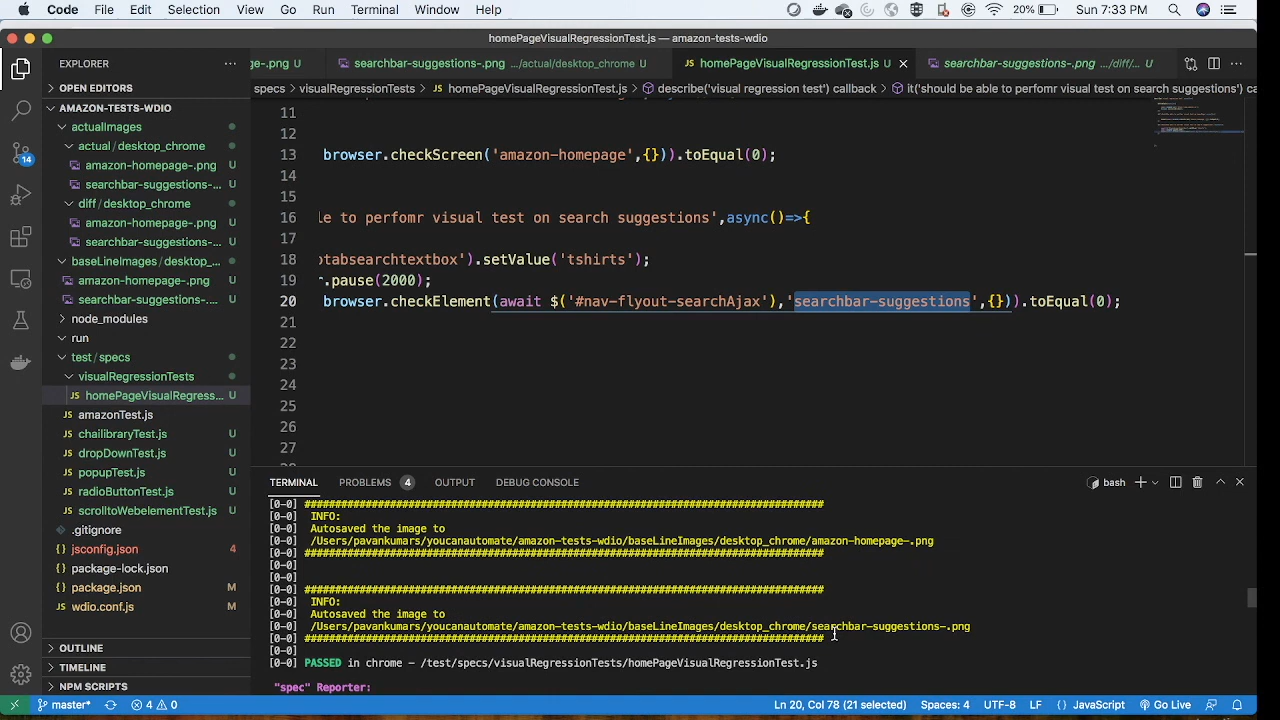 Code File Edit Selection View Go Run Terminal Window Help 20% Sun 7:33 PM
homePageVisualRegressionTest.js — amazon-tests-wdio
EXPLORER
ge-.png U searchbar-suggestions-.png .../actual/desktop_chrome U homePageVisualRegressionTest.js U searchbar-suggestions-.png .../diff/... U
specs > visualRegressionTests > JS homePageVisualRegressionTest.js > describe('visual regression test') callback > it('should be able to perfomr visual test on search suggestions') ca
OPEN EDITORS
AMAZON-TESTS-WDIO
actualImages
actual / desktop_chrome
amazon-homepage-.png U
searchbar-suggestions-... U
diff / desktop_chrome
amazon-homepage-.png U
searchbar-suggestions-... U
baseLineImages / desktop_...
amazon-homepage-.png U
searchbar-suggestions-... U
node_modules
run
test / specs
visualRegressionTests
JS homePageVisualRegress... U
JS amazonTest.js
JS chailibraryTest.js U
JS dropDownTest.js U
JS popupTest.js U
JS radioButtonTest.js U
JS scrolltoWebelementTest.js U
.gitignore
{} jsconfig.json 4
{} package-lock.json
{} package.json M
{} wdio.conf.js M
OUTLINE
TIMELINE
NPM SCRIPTS
14
11
12
13 browser.checkScreen('amazon-homepage',{})).toEqual(0);
14
15
16 le to perfomr visual test on search suggestions',async()=>{
17
18 otabsearchtextbox').setValue('tshirts');
19 r.pause(2000);
20 browser.checkElement(await $('#nav-flyout-searchAjax'),'searchbar-suggestions',{})).toEqual(0);
21
22
23
24
25
26
27
28
TERMINAL PROBLEMS 4 OUTPUT DEBUG CONSOLE bash
[0-0] #####################################################################################
[0-0] INFO:
[0-0] Autosaved the image to
[0-0] /Users/pavankumars/youcanautomate/amazon-tests-wdio/baseLineImages/desktop_chrome/amazon-homepage-.png
[0-0] #####################################################################################
[0-0]
[0-0]
[0-0] #####################################################################################
[0-0] INFO:
[0-0] Autosaved the image to
[0-0] /Users/pavankumars/youcanautomate/amazon-tests-wdio/baseLineImages/desktop_chrome/searchbar-suggestions-.png
[0-0] #####################################################################################
[0-0]
[0-0] PASSED in chrome - /test/specs/visualRegressionTests/homePageVisualRegressionTest.js
"spec" Reporter:
master* 4 0 Ln 20, Col 78 (21 selected) Spaces: 4 UTF-8 LF {} JavaScript Go Live